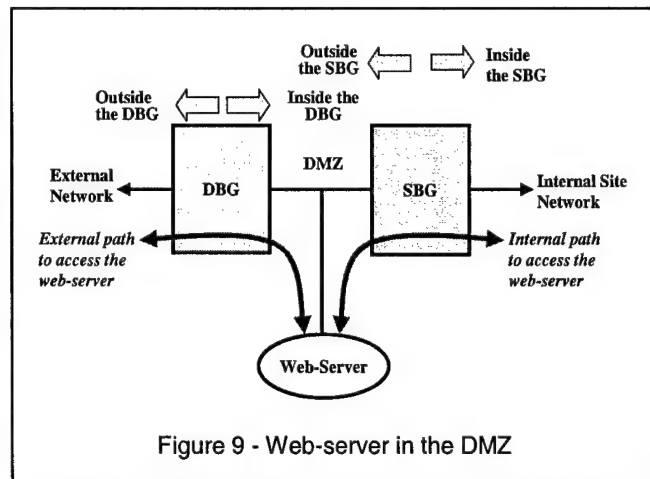 Outside
the SBG
Inside
the SBG
Outside
the DBG
Inside the
DBG
External
Network
DBG
DMZ
SBG
Internal Site
Network
External path
to access the
web-server
Internal path
to access the
web-server
Web-Server
Figure 9 - Web-server in the DMZ